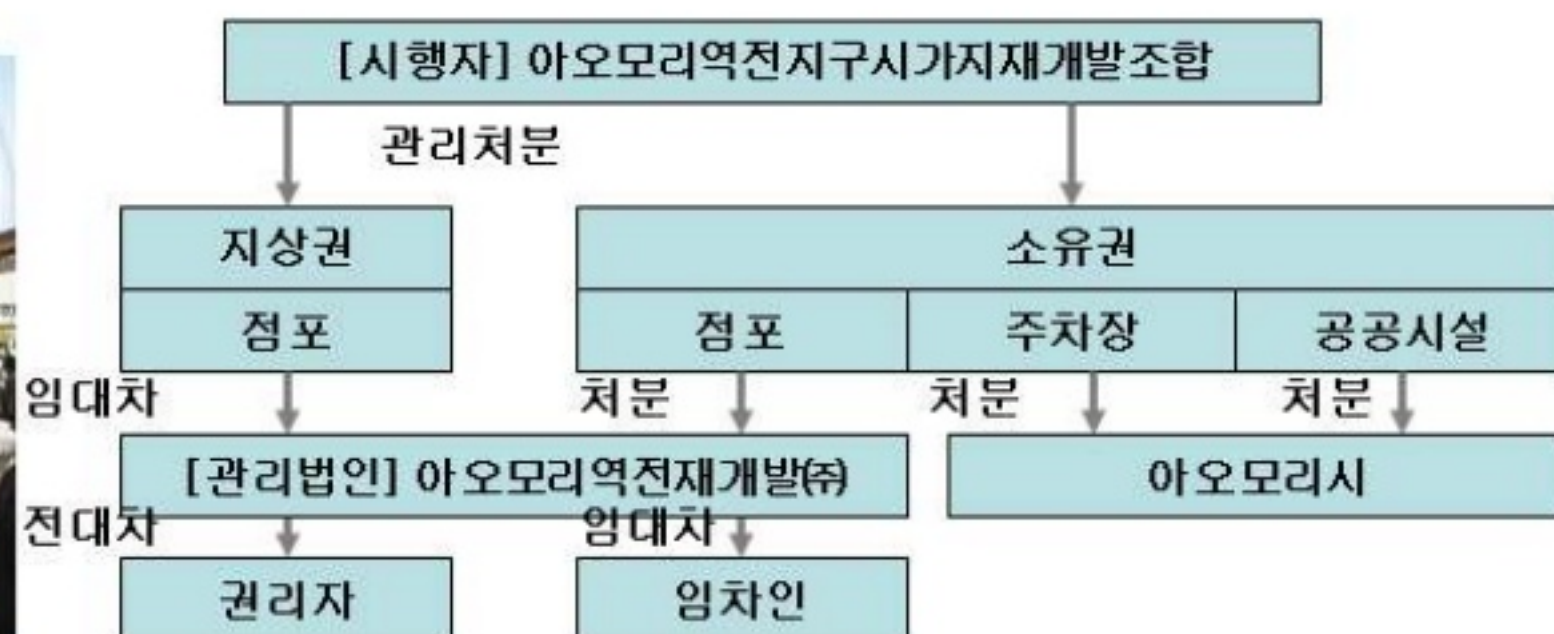 [시행자] 아오모리역전지구시가지재개발조합
관리처분
지상권
소유권
점포
점포
주차장
공공시설
임대차
처분
처분
처분
[관리법인] 아오모리역전재개발㈜
아오모리시
전대차
임대차
권리자
임차인